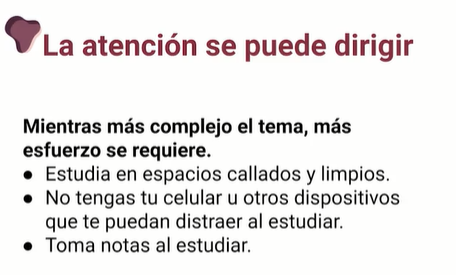 La atención se puede dirigir
Mientras más complejo el tema, más
esfuerzo se requiere.
● Estudia en espacios callados y limpios.
● No tengas tu celular u otros dispositivos
que te puedan distraer al estudiar.
● Toma notas al estudiar.